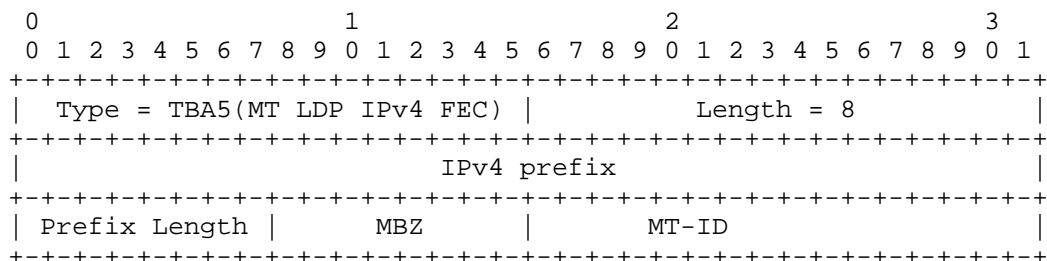 0                   1                   2                   3
 0 1 2 3 4 5 6 7 8 9 0 1 2 3 4 5 6 7 8 9 0 1 2 3 4 5 6 7 8 9 0 1
+-+-+-+-+-+-+-+-+-+-+-+-+-+-+-+-+-+-+-+-+-+-+-+-+-+-+-+-+-+-+-+-+
|  Type = TBA5(MT LDP IPv4 FEC) |          Length = 8           |
+-+-+-+-+-+-+-+-+-+-+-+-+-+-+-+-+-+-+-+-+-+-+-+-+-+-+-+-+-+-+-+-+
|                          IPv4 prefix                          |
+-+-+-+-+-+-+-+-+-+-+-+-+-+-+-+-+-+-+-+-+-+-+-+-+-+-+-+-+-+-+-+-+
| Prefix Length |      MBZ      |       MT-ID                   |
+-+-+-+-+-+-+-+-+-+-+-+-+-+-+-+-+-+-+-+-+-+-+-+-+-+-+-+-+-+-+-+-+